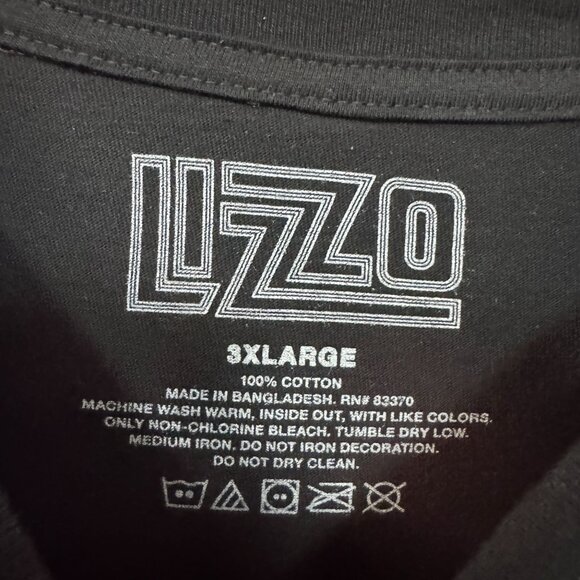 LIZZO
3XLARGE
100% COTTON
MADE IN BANGLADESH. RN# 83370
MACHINE WASH WARM, INSIDE OUT, WITH LIKE COLORS.
ONLY NON-CHLORINE BLEACH. TUMBLE DRY LOW.
MEDIUM IRON. DO NOT IRON DECORATION.
DO NOT DRY CLEAN.